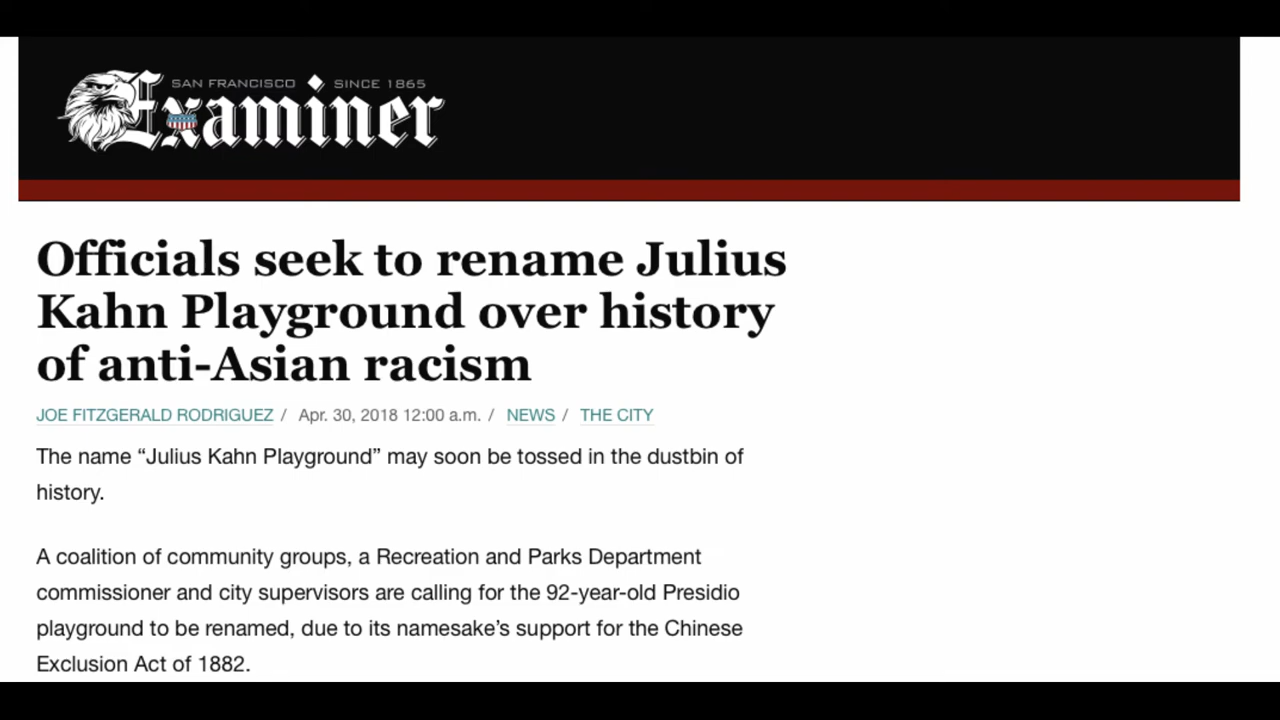 SAN FRANCISCO ◆ SINCE 1865
Examiner
Officials seek to rename Julius
Kahn Playground over history
of anti-Asian racism
JOE FITZGERALD RODRIGUEZ / Apr. 30, 2018 12:00 a.m. / NEWS / THE CITY
The name “Julius Kahn Playground” may soon be tossed in the dustbin of
history.
A coalition of community groups, a Recreation and Parks Department
commissioner and city supervisors are calling for the 92-year-old Presidio
playground to be renamed, due to its namesake’s support for the Chinese
Exclusion Act of 1882.